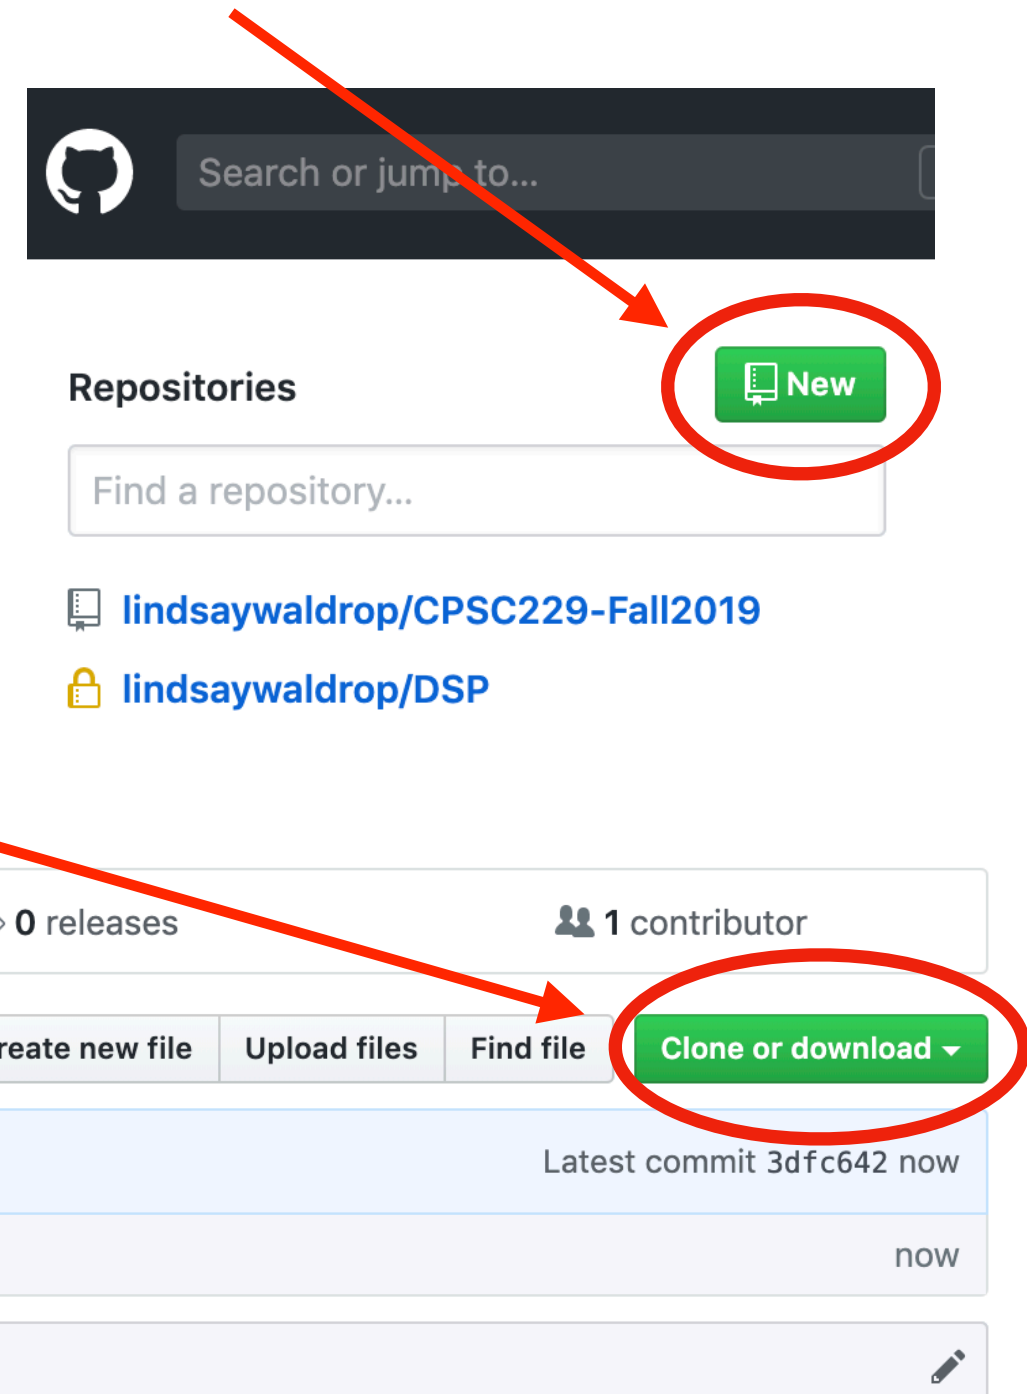 Search or jump to...
Repositories
New
Find a repository...
lindsaywaldrop/CPSC229-Fall2019
lindsaywaldrop/DSP
0 releases
1 contributor
reate new file
Upload files
Find file
Clone or download
Latest commit 3dfc642 now
now